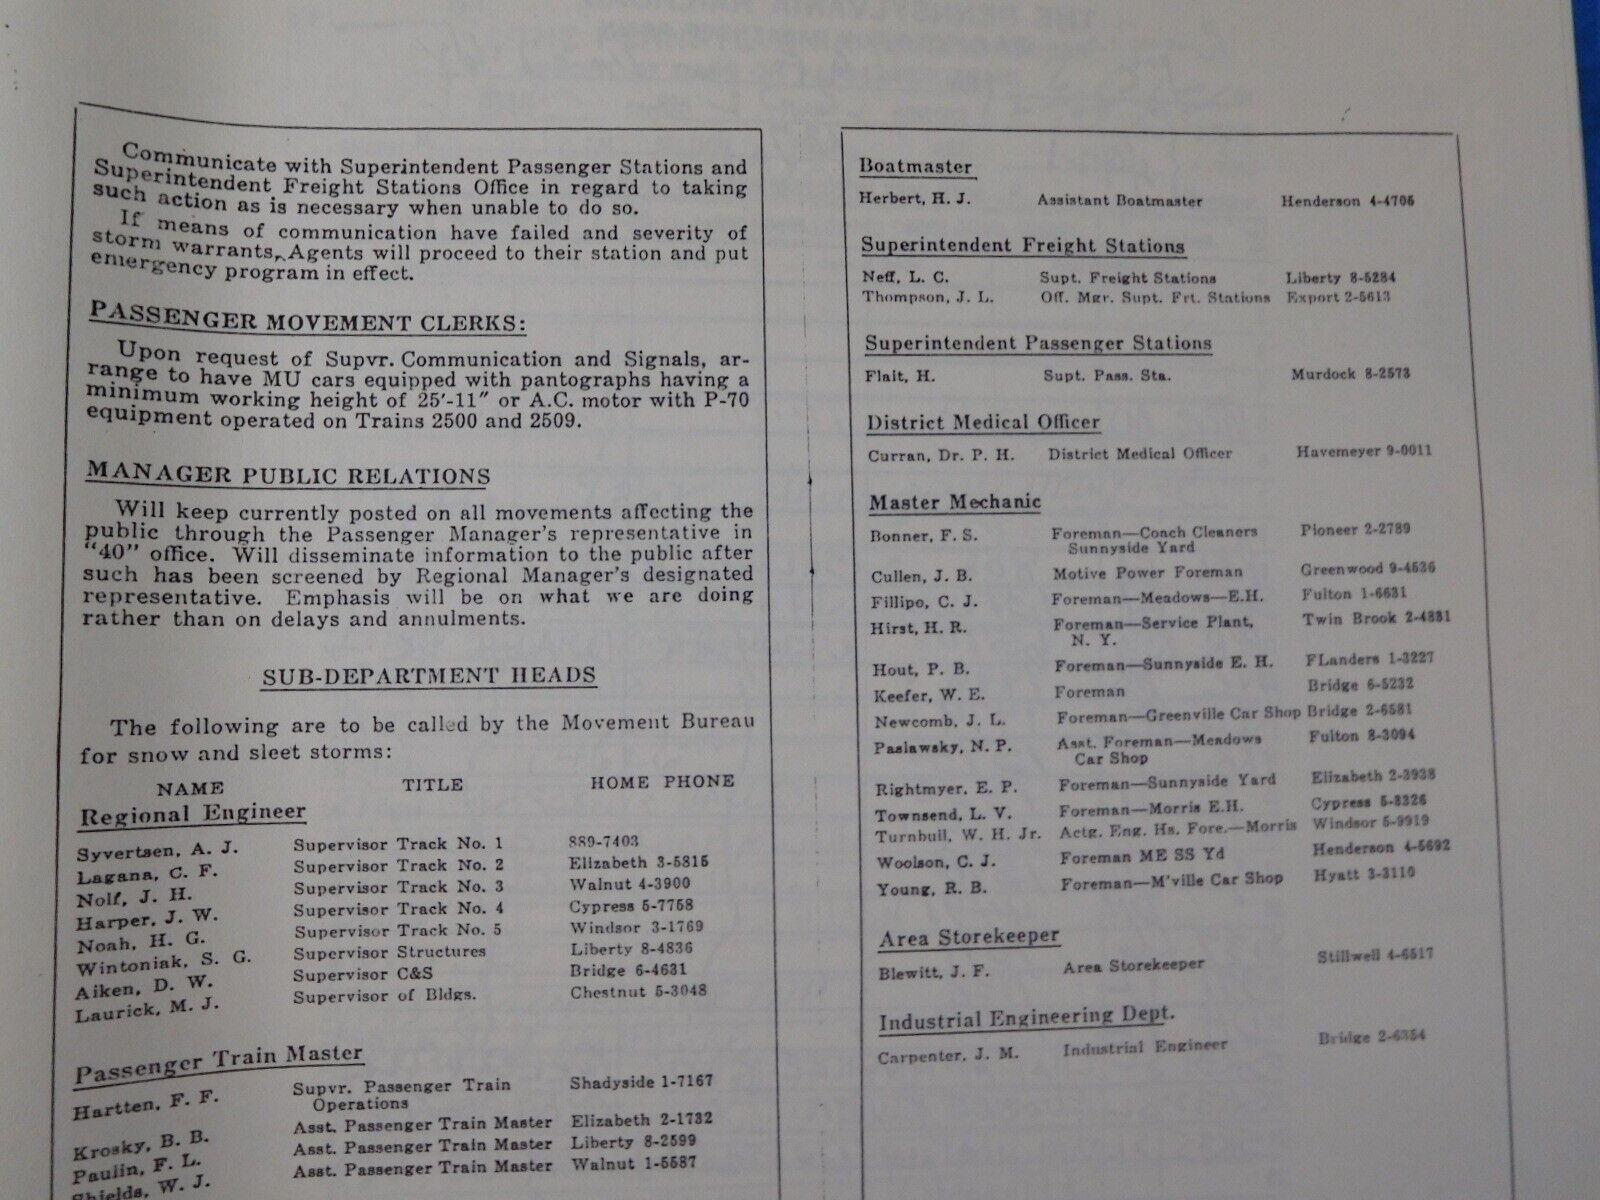 Communicate with Superintendent Passenger Stations and
Superintendent Freight Stations Office in regard to taking
such action as is necessary when unable to do so.
If means of communication have failed and severity of
storm warrants, Agents will proceed to their station and put
emergency program in effect.
PASSENGER MOVEMENT CLERKS:
Upon request of Supvr. Communication and Signals, ar-
range to have MU cars equipped with pantographs having a
minimum working height of 25'-11" or A.C. motor with P-70
equipment operated on Trains 2500 and 2509.
MANAGER PUBLIC RELATIONS
Will keep currently posted on all movements affecting the
public through the Passenger Manager's representative in
"40" office. Will disseminate information to the public after
such has been screened by Regional Manager's designated
representative. Emphasis will be on what we are doing
rather than on delays and annulments.
SUB-DEPARTMENT HEADS
The following are to be called by the Movement Bureau
for snow and sleet storms:
NAME TITLE HOME PHONE
Regional Engineer
Syvertsen, A. J. Supervisor Track No. 1 889-7403
Lagana, C. F. Supervisor Track No. 2 Elizabeth 3-5815
Nolf, J. H. Supervisor Track No. 3 Walnut 4-3900
Harper, J. W. Supervisor Track No. 4 Cypress 5-7758
Noah, H. G. Supervisor Track No. 5 Windsor 3-1769
Wintoniak, S. G. Supervisor Structures Liberty 8-4836
Aiken, D. W. Supervisor C&S Bridge 6-4631
Laurick, M. J. Supervisor of Bldgs. Chestnut 5-3048
Passenger Train Master
Hartten, F. F. Supvr. Passenger Train Shadyside 1-7167
Operations
Krosky, B. B. Asst. Passenger Train Master Elizabeth 2-1732
Paulin, F. L. Asst. Passenger Train Master Liberty 8-2599
Shields, W. J. Asst. Passenger Train Master Walnut 1-5587
Boatmaster
Herbert, H. J. Assistant Boatmaster Henderson 4-4705
Superintendent Freight Stations
Neff, L. C. Supt. Freight Stations Liberty 8-5284
Thompson, J. L. Off. Mgr. Supt. Frt. Stations Export 2-5613
Superintendent Passenger Stations
Flait, H. Supt. Pass. Sta. Murdock 8-2573
District Medical Officer
Curran, Dr. P. H. District Medical Officer Havemeyer 9-0011
Master Mechanic
Bonner, F. S. Foreman—Coach Cleaners Pioneer 2-2789
Sunnyside Yard
Cullen, J. B. Motive Power Foreman Greenwood 9-4536
Fillipo, C. J. Foreman—Meadows—E.H. Fulton 1-6631
Hirst, H. R. Foreman—Service Plant, Twin Brook 2-4831
N. Y.
Hout, P. B. Foreman—Sunnyside E. H. FLanders 1-3227
Keefer, W. E. Foreman Bridge 6-5232
Newcomb, J. L. Foreman—Greenville Car Shop Bridge 2-6581
Paslawsky, N. P. Asst. Foreman—Meadows Fulton 8-3094
Car Shop
Rightmyer, E. P. Foreman—Sunnyside Yard Elizabeth 2-3938
Townsend, L. V. Foreman—Morris E.H. Cypress 5-8326
Turnbull, W. H. Jr. Actg. Eng. Hs. Fore.—Morris Windsor 5-9919
Woolson, C. J. Foreman ME SS Yd Henderson 4-5692
Young, R. B. Foreman—M'ville Car Shop Hyatt 3-3110
Area Storekeeper
Blewitt, J. F. Area Storekeeper Stillwell 4-6517
Industrial Engineering Dept.
Carpenter, J. M. Industrial Engineer Bridge 2-6354